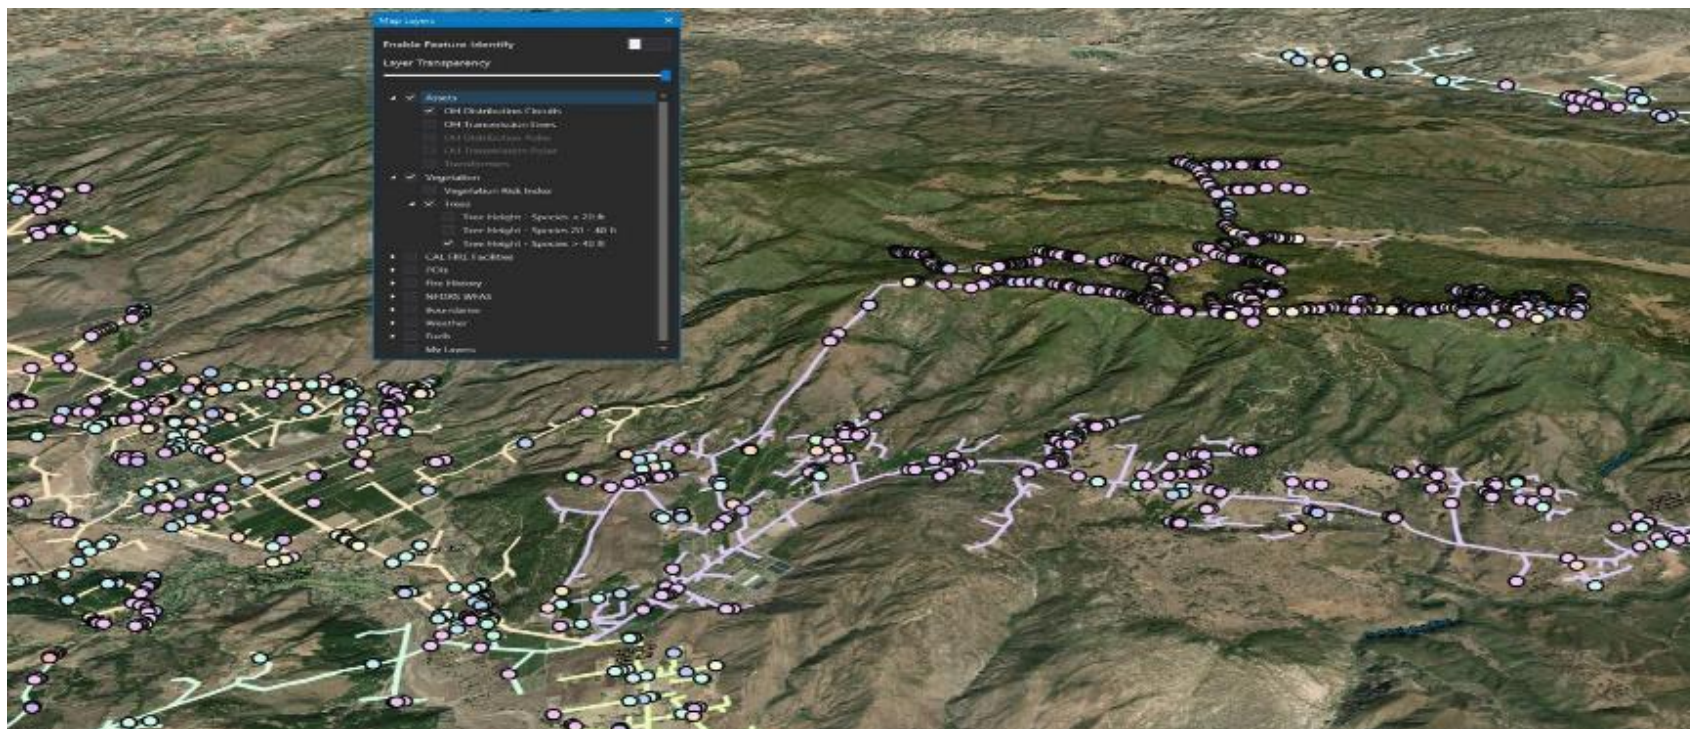 Map Layers
Enable Feature Identify
Layer Transparency
Assets
OH Distribution Circuits
OH Transmission Lines
OH Distribution Poles
OH Transmission Poles
Transformers
Vegetation
Vegetation Risk Index
Trees
Tree Height - Species < 20 ft
Tree Height - Species 20 - 40 ft
Tree Height - Species > 40 ft
CAL FIRE Facilities
POIs
Fire History
NFDRS WFAS
Boundaries
Weather
Fuels
My Layers